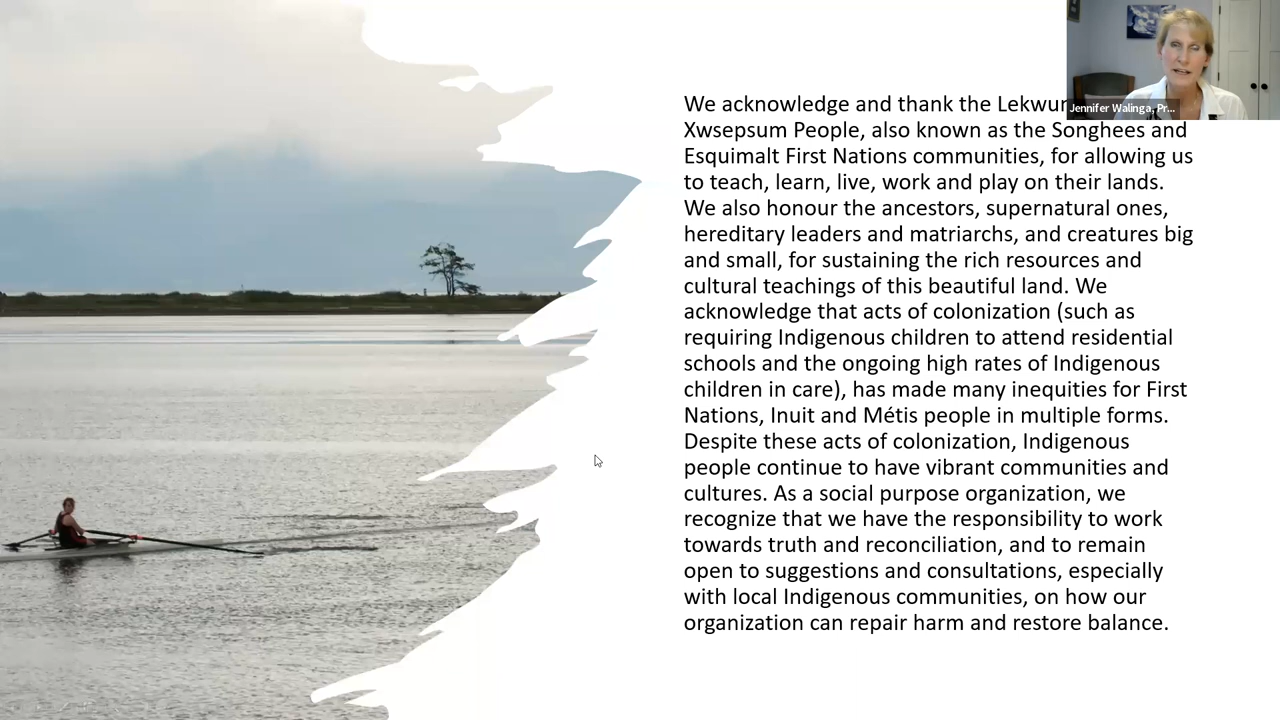 We acknowledge and thank the
Xwsepsum People, also known as the Songhees and
Esquimalt First Nations communities, for allowing us
to teach, learn, live, work and play on their lands.
We also honour the ancestors, supernatural ones,
hereditary leaders and matriarchs, and creatures big
and small, for sustaining the rich resources and
cultural teachings of this beautiful land. We
acknowledge that acts of colonization (such as
requiring Indigenous children to attend residential
schools and the ongoing high rates of Indigenous
children in care), has made many inequities for First
Nations, Inuit and Métis people in multiple forms.
Despite these acts of colonization, Indigenous
people continue to have vibrant communities and
cultures. As a social purpose organization, we
recognize that we have the responsibility to work
towards truth and reconciliation, and to remain
open to suggestions and consultations, especially
with local Indigenous communities, on how our
organization can repair harm and restore balance.
Jennifer Walinga, Pr...